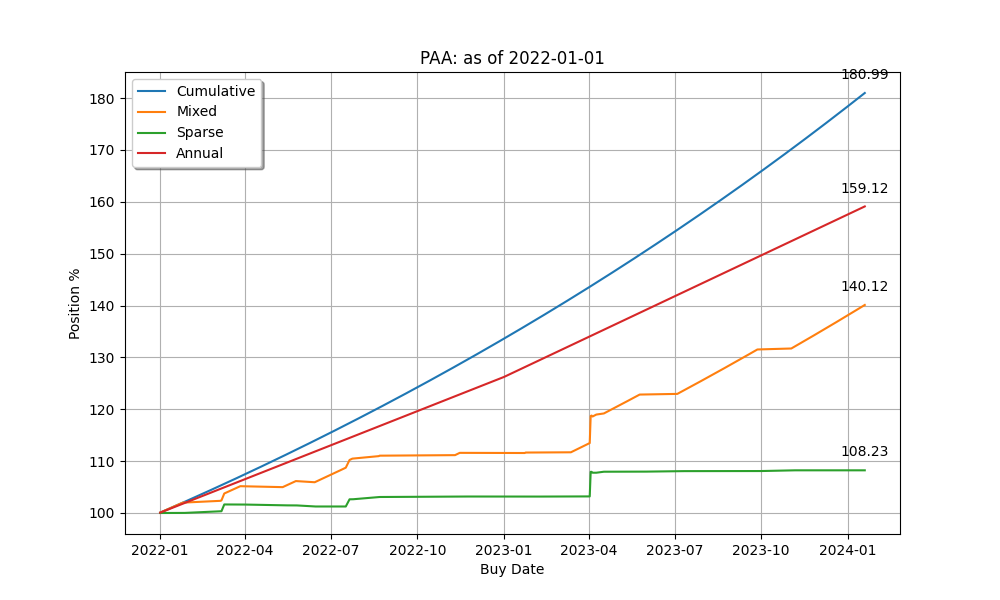 PAA: as of 2022-01-01
Cumulative
Mixed
Sparse
Annual
180.99
159.12
140.12
108.23
Position %
180
170
160
150
140
130
120
110
100
2022-01 2022-04 2022-07 2022-10 2023-01 2023-04 2023-07 2023-10 2024-01
Buy Date